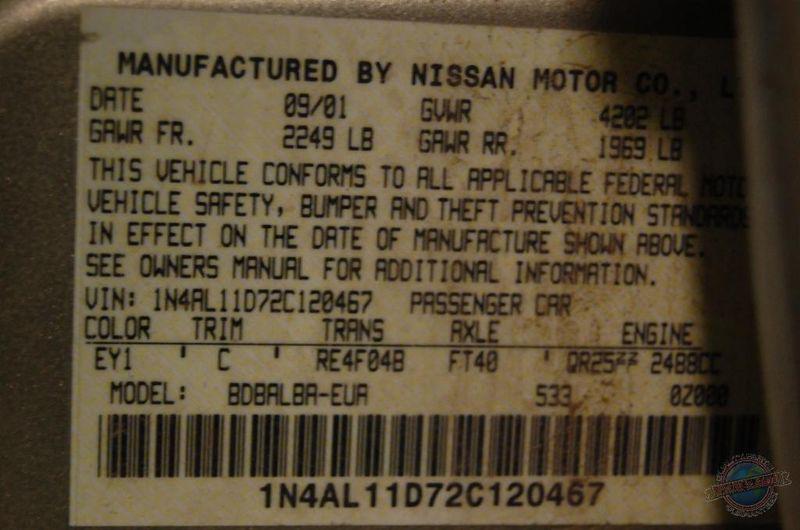 MANUFACTURED BY NISSAN MOTOR CO., L
DATE 09/01 GVWR 4202 LB
GAWR FR. 2249 LB GAWR RR. 1969 LB
THIS VEHICLE CONFORMS TO ALL APPLICABLE FEDERAL MOTO
VEHICLE SAFETY, BUMPER AND THEFT PREVENTION STANDARDS
IN EFFECT ON THE DATE OF MANUFACTURE SHOWN ABOVE.
SEE OWNERS MANUAL FOR ADDITIONAL INFORMATION.
VIN: 1N4AL11D72C120467 PASSENGER CAR
COLOR TRIM TRANS AXLE ENGINE
EY1 ' C ' RE4F04B FT40 ' QR25ᶻᶻ 2488CC
MODEL: BDBALBA-EUA 533 0Z000
1N4AL11D72C120467